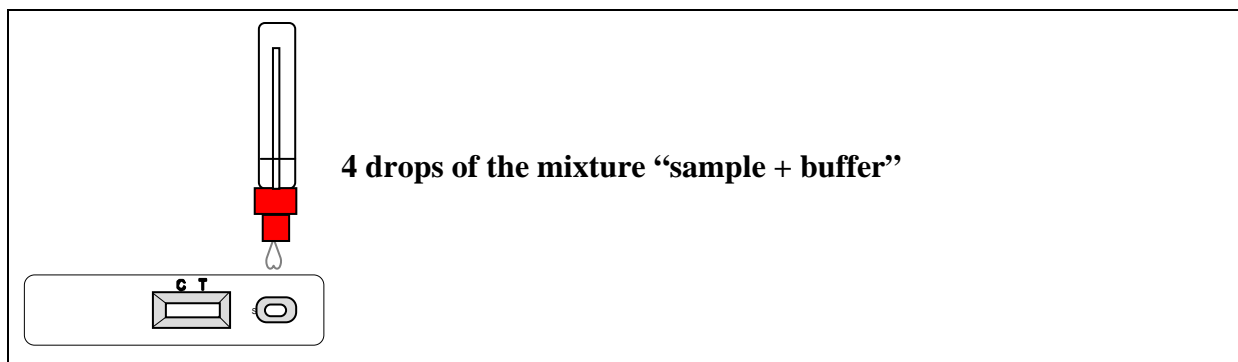 4 drops of the mixture “sample + buffer”
C T
S